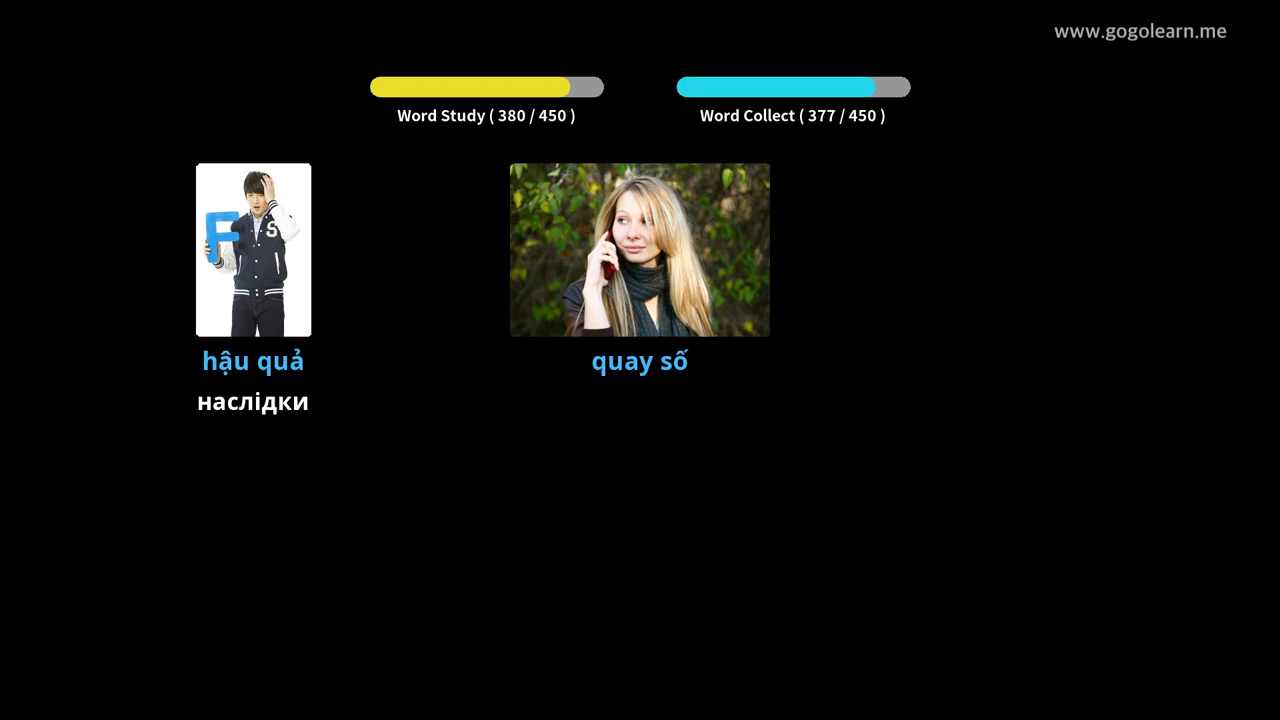 www.gogolearn.me
Word Study ( 380 / 450 )
Word Collect ( 377 / 450 )
F
S
hậu quả
quay số
наслідки